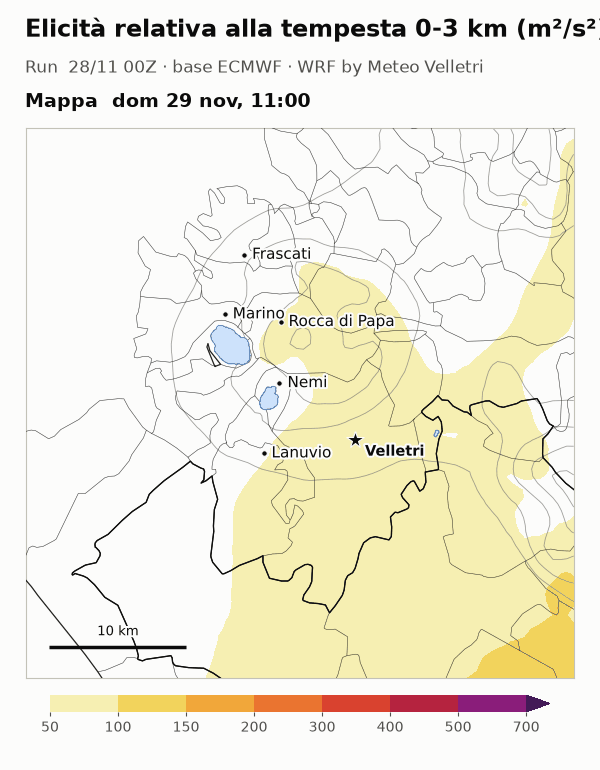 Elicità relativa alla tempesta 0-3 km (m²/s²)
Run  28/11 00Z · base ECMWF · WRF by Meteo Velletri
Mappa  dom 29 nov, 11:00
Frascati
Marino
Rocca di Papa
Nemi
Velletri
Lanuvio
10 km
50 100 150 200 300 400 500 700